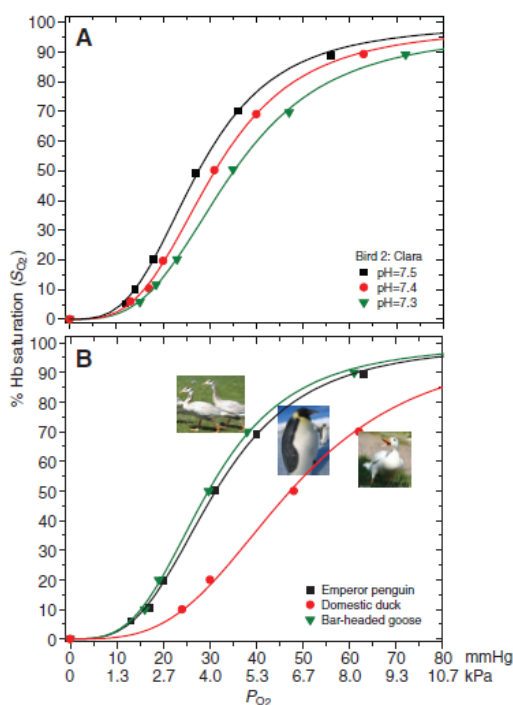 A
100
90
80
70
60
50
40
30
20
10
0
Bird 2: Clara
pH=7.5
pH=7.4
pH=7.3
% Hb saturation (SO2)
B
100
90
80
70
60
50
40
30
20
10
0
Emperor penguin
Domestic duck
Bar-headed goose
0 10 20 30 40 50 60 70 80 mmHg
0 1.3 2.7 4.0 5.3 6.7 8.0 9.3 10.7 kPa
PO2